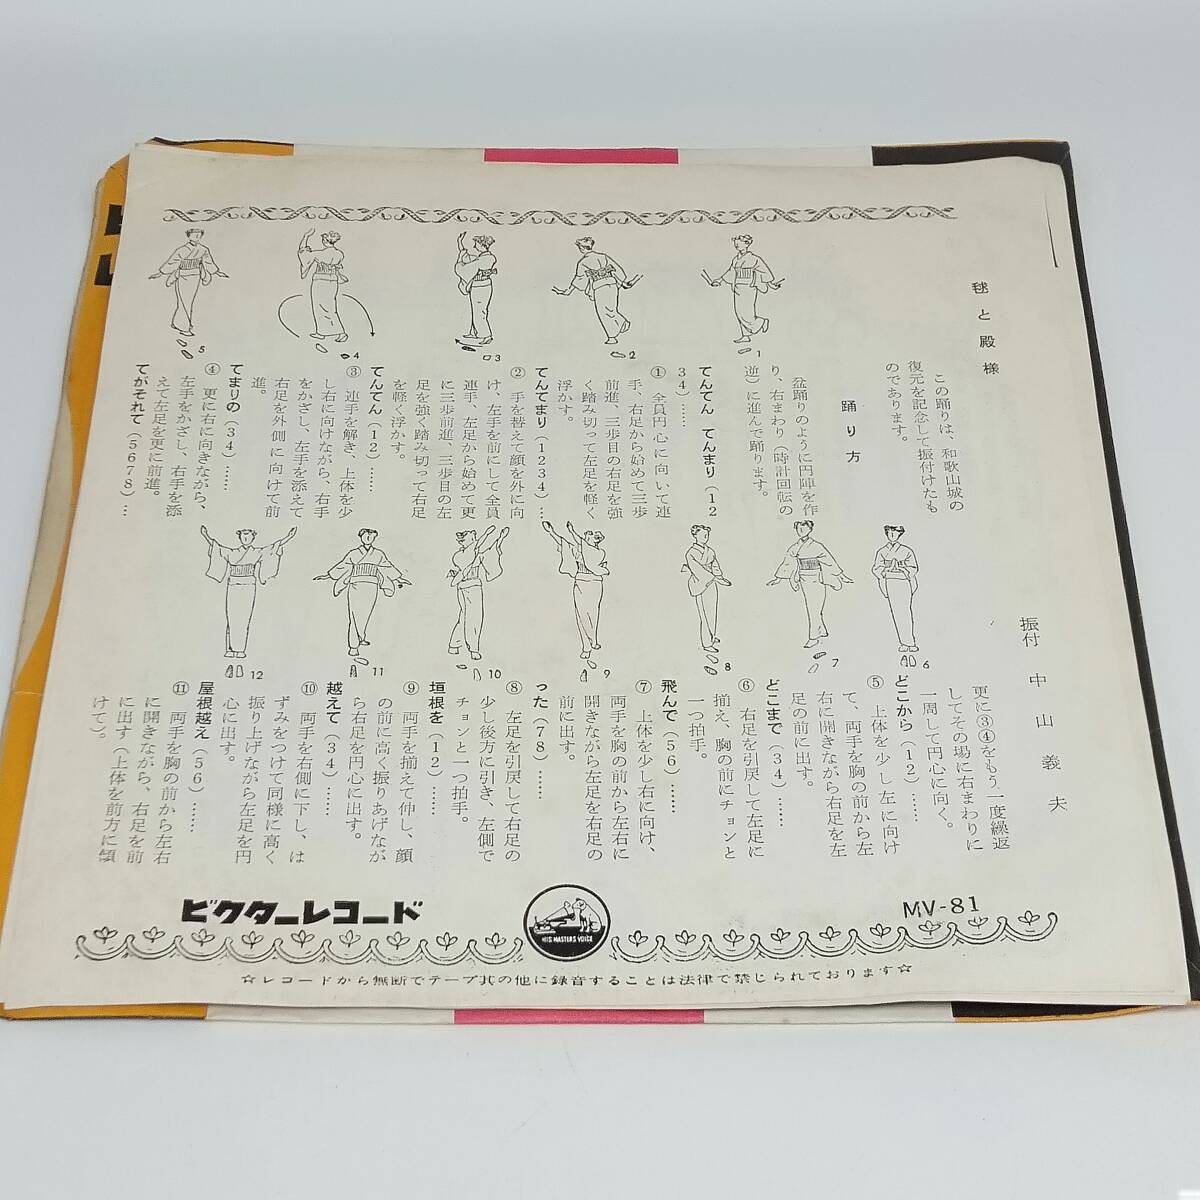 毬と殿様
振付 中山義夫
この踊りは、和歌山城の
復元を記念して振付けたも
のであります。
踊り方
盆踊りのように円陣を作
り、右まわり(時計回転の
逆)に進んで踊ります。
てんてん てんまり(12
34)……
① 全員円心に向いて連
手、右足から始めて三歩
前進、三歩目の右足を強
く踏み切って左足を軽く
浮かす。
てんてまり(1234)…
② 手を替えて顔を外に向
け、左手を前にして全員
連手、左足から始めて更
に三歩前進、三歩目の左
足を強く踏み切って右足
を軽く浮かす。
てんてん(12)……
③ 連手を解き、上体を少
し右に向けながら、右手
をかざし、左手を添えて
右足を外側に向けて前
進。
てまりの(34)……
④ 更に右に向きながら、
左手をかざし、右手を添
えて左足を更に前進。
てがそれて(5678)…
更に③④をもう一度繰返
してその場に右まわりに
一周して円心に向く。
どこから(12)……
⑤ 上体を少し左に向け
て、両手を胸の前から左
右に開きながら右足を左
足の前に出す。
どこまで(34)……
⑥ 右足を引戻して左足に
揃え、胸の前にチョンと
一つ拍手。
飛んで(56)……
⑦ 上体を少し右に向け、
両手を胸の前から左右に
開きながら左足を右足の
前に出す。
った(78)……
⑧ 左足を引戻して右足の
少し後方に引き、左側で
チョンと一つ拍手。
垣根を(12)……
⑨ 両手を揃えて伸し、顔
の前に高く振りあげなが
ら右足を円心に出す。
越えて(34)……
⑩ 両手を右側に下し、は
ずみをつけて同様に高く
振り上げながら左足を円
心に出す。
屋根越え(56)……
⑪ 両手を胸の前から左右
に開きながら、右足を前
に出す(上体を前方に傾
けて)。
1
2
3
4
5
6
7
8
9
10
11
12
ビクターレコード
HIS MASTER'S VOICE
MV-81
☆レコードから無断でテープ其の他に録音することは法律で禁じられております☆